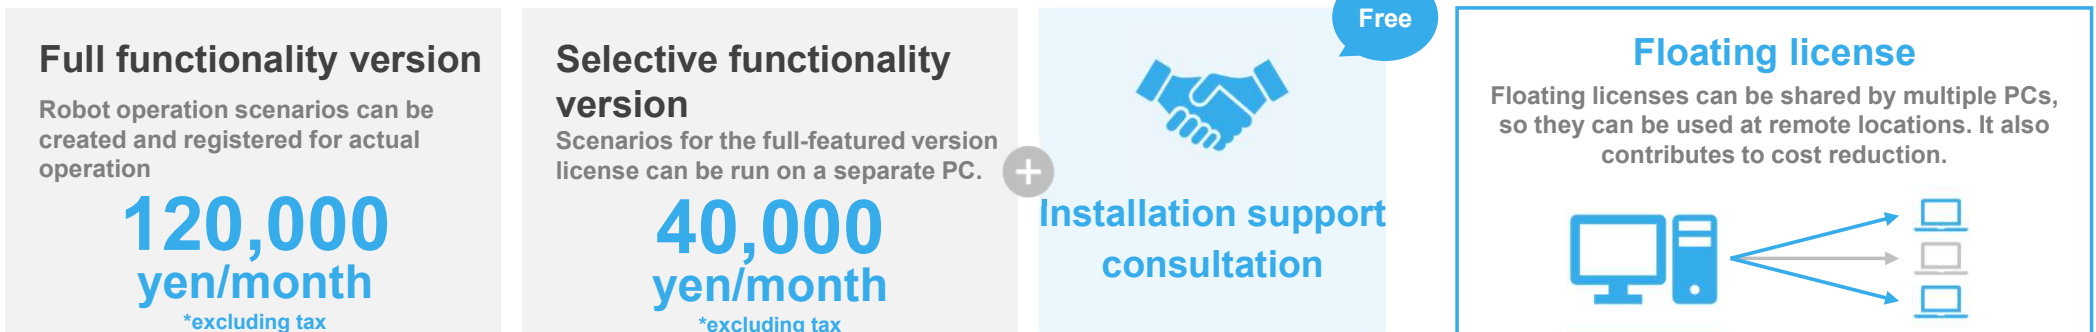 Full functionality version
Robot operation scenarios can be
created and registered for actual
operation
120,000
yen/month
*excluding tax
Selective functionality
version
Scenarios for the full-featured version
license can be run on a separate PC.
40,000
yen/month
*excluding tax
+
Free
Installation support
consultation
Floating license
Floating licenses can be shared by multiple PCs,
so they can be used at remote locations. It also
contributes to cost reduction.